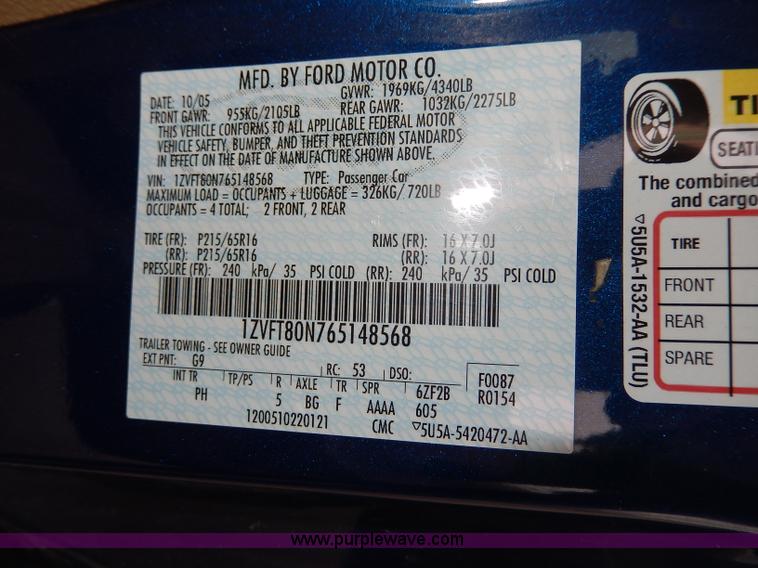 MFD. BY FORD MOTOR CO.
DATE: 10/05 GVWR: 1969KG/4340LB
FRONT GAWR: 955KG/2105LB REAR GAWR: 1032KG/2275LB
THIS VEHICLE CONFORMS TO ALL APPLICABLE FEDERAL MOTOR
VEHICLE SAFETY, BUMPER, AND THEFT PREVENTION STANDARDS
IN EFFECT ON THE DATE OF MANUFACTURE SHOWN ABOVE.
VIN: 1ZVFT80N765148568 TYPE: Passenger Car
MAXIMUM LOAD = OCCUPANTS + LUGGAGE = 326KG/720LB
OCCUPANTS = 4 TOTAL; 2 FRONT, 2 REAR
TIRE (FR): P215/65R16 RIMS (FR): 16 X 7.0J
(RR): P215/65R16 (RR): 16 X 7.0J
PRESSURE (FR): 240 kPa/ 35 PSI COLD (RR): 240 kPa/ 35 PSI COLD
1ZVFT80N765148568
TRAILER TOWING - SEE OWNER GUIDE
EXT PNT: G9 RC: 53 DSO: F0087
INT TR TP/PS R AXLE TR SPR 6ZF2B R0154
PH 5 BG F AAAA 605
1200510220121 CMC ▽5U5A-5420472-AA
TI
SEATI
The combined
and cargo
TIRE
FRONT
REAR
SPARE
▽5U5A-1532-AA (TLU)
www.purplewave.com